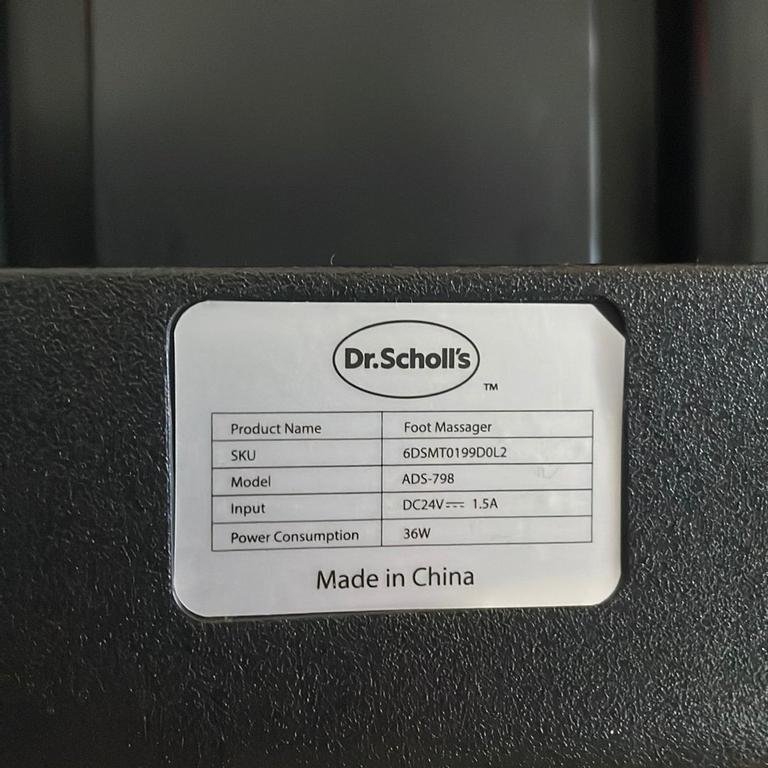 Dr.Scholl's
™
Product Name Foot Massager
SKU 6DSMT0199D0L2
Model ADS-798
Input DC24V⎓ 1.5A
Power Consumption 36W
Made in China